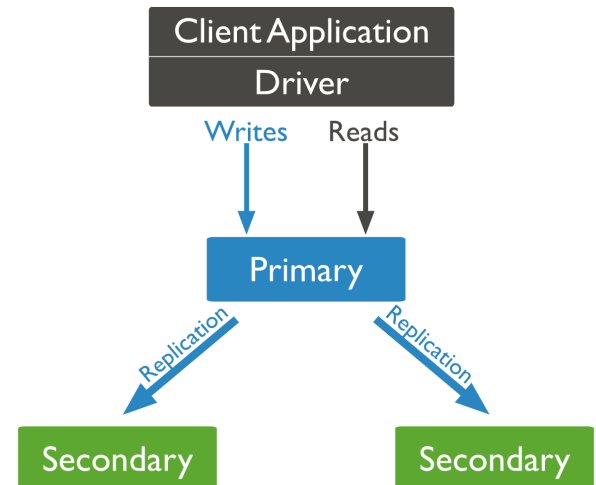 Client Application
Driver
Writes
Reads
Primary
Replication
Replication
Secondary
Secondary